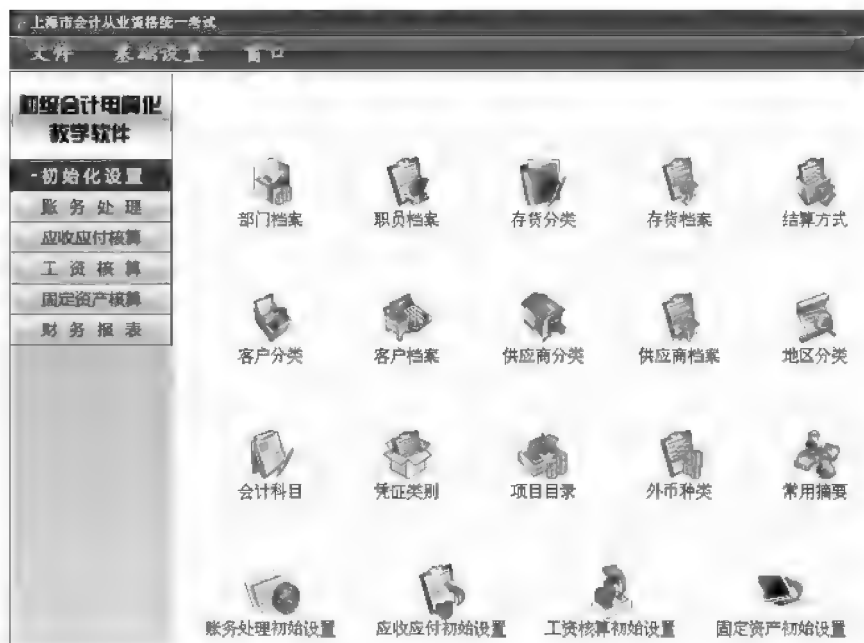 上海市会计从业资格统一考试
文件 基础设置 窗口
初级会计电算化
教学软件
-初始化设置
账务处理
应收应付核算
工资核算
固定资产核算
财务报表
部门档案 职员档案 存货分类 存货档案 结算方式
客户分类 客户档案 供应商分类 供应商档案 地区分类
会计科目 凭证类别 项目目录 外币种类 常用摘要
账务处理初始设置 应收应付初始设置 工资核算初始设置 固定资产初始设置